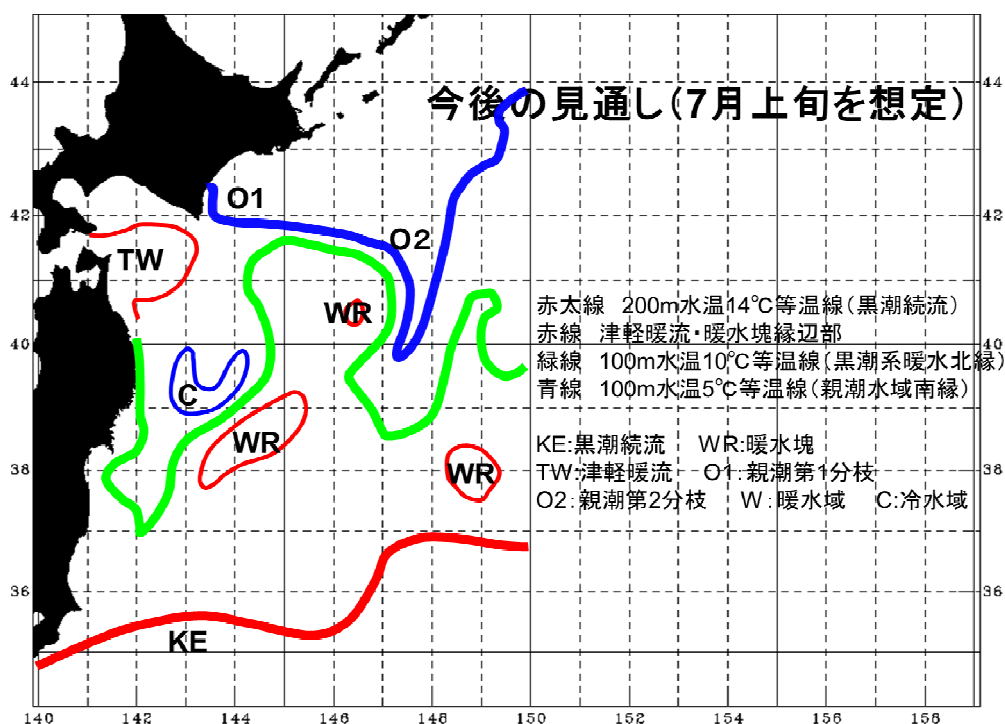 44
今後の見通し(7月上旬を想定)
44
O1
42
42
O2
TW
WR
赤太線 200m水温14℃等温線(黒潮続流)
赤線 津軽暖流・暖水塊縁辺部
40
40
緑線 100m水温10℃等温線(黒潮系暖水北縁)
青線 100m水温5℃等温線(親潮水域南縁)
C
WR
KE:黒潮続流 WR:暖水塊
38
WR
38
TW:津軽暖流 O1:親潮第1分枝
O2:親潮第2分枝 W:暖水域 C:冷水域
36
36
KE
140 142 144 146 148 150 152 154 156 158